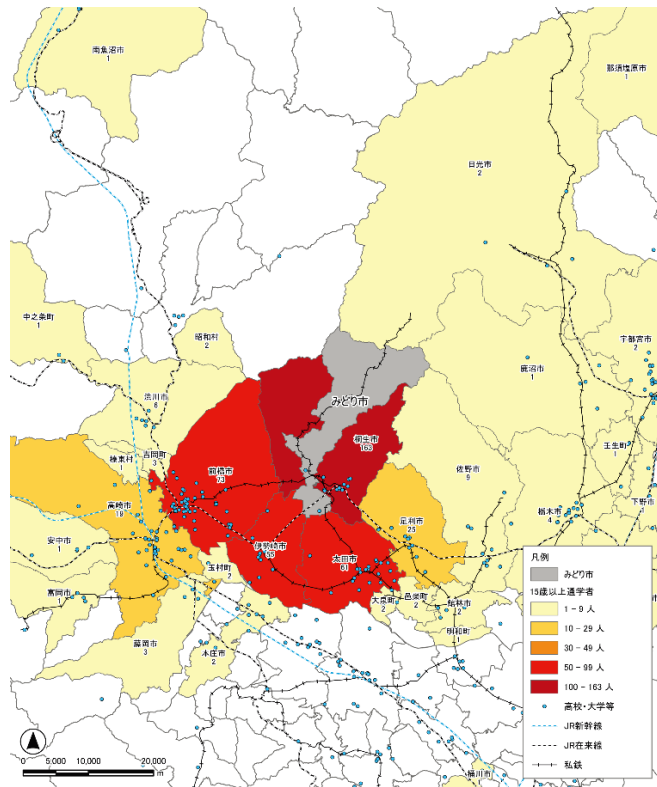 南魚沼市
1
那須塩原市
1
日光市
2
中之条町
1
昭和村
2
宇都宮市
2
鹿沼市
1
みどり市
渋川市
6
桐生市
163
壬生町
1
吉岡町
3
榛東村
1
前橋市
73
佐野市
9
下野市
1
高崎市
18
栃木市
4
足利市
25
安中市
1
伊勢崎市
55
太田市
61
玉村町
2
富岡市
1
大泉町
2
邑楽町
2
館林市
2
明和町
1
藤岡市
3
本庄市
2
桶川市
凡例
みどり市
15歳以上通学者
1 - 9 人
10 - 29 人
30 - 49 人
50 - 99 人
100 - 163 人
高校・大学等
JR新幹線
JR在来線
私鉄
0 5,000 10,000 20,000
m